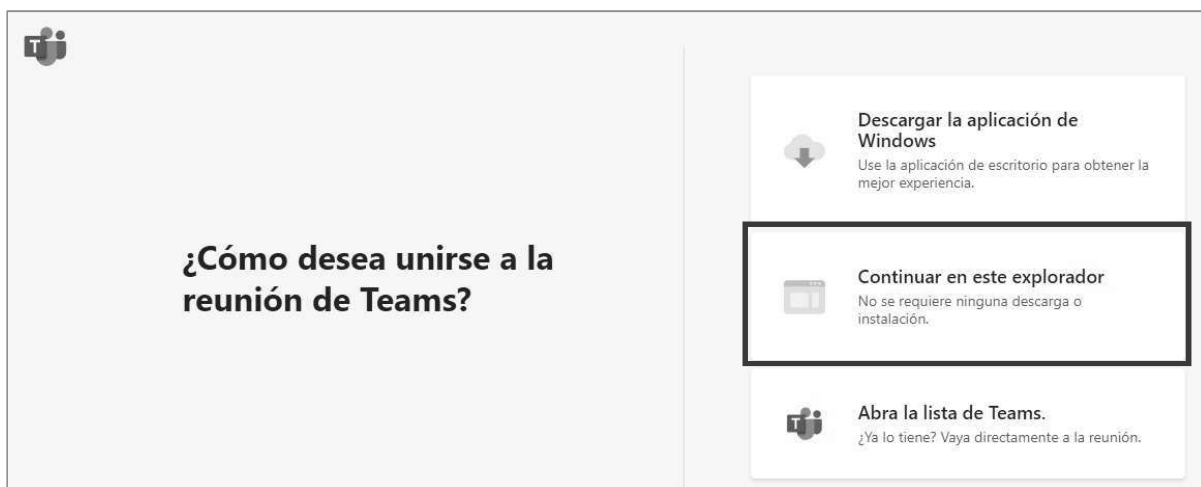 ¿Cómo desea unirse a la
reunión de Teams?
Descargar la aplicación de
Windows
Use la aplicación de escritorio para obtener la
mejor experiencia.
Continuar en este explorador
No se requiere ninguna descarga o
instalación.
Abra la lista de Teams.
¿Ya lo tiene? Vaya directamente a la reunión.